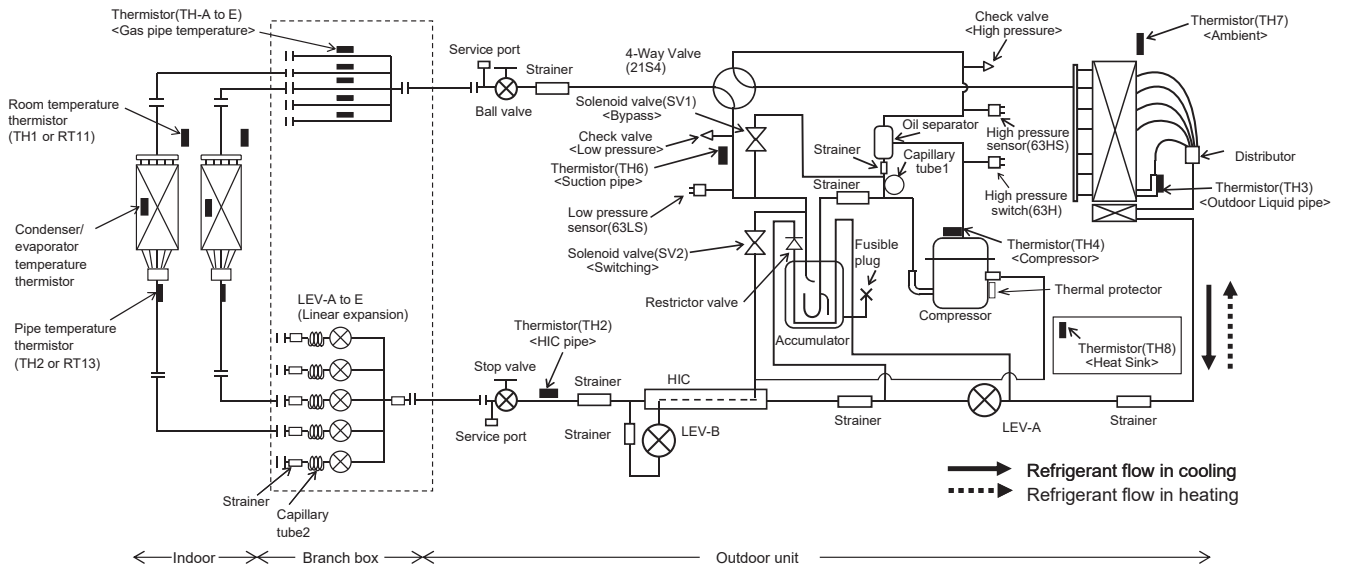 Thermistor(TH-A to E)
<Gas pipe temperature>
Service port
Strainer
Ball valve
4-Way Valve
(21S4)
Solenoid valve(SV1)
<Bypass>
Check valve
<Low pressure>
Thermistor(TH6)
<Suction pipe>
Low pressure
sensor(63LS)
Solenoid valve(SV2)
<Switching>
Restrictor valve
Check valve
<High pressure>
Thermistor(TH7)
<Ambient>
Oil separator
High pressure
sensor(63HS)
Strainer
Capillary
tube1
Strainer
High pressure
switch(63H)
Distributor
Thermistor(TH3)
<Outdoor Liquid pipe>
Fusible
plug
Thermistor(TH4)
<Compressor>
Thermal protector
Compressor
Accumulator
Thermistor(TH8)
<Heat Sink>
Room temperature
thermistor
(TH1 or RT11)
Condenser/
evaporator
temperature
thermistor
Pipe temperature
thermistor
(TH2 or RT13)
LEV-A to E
(Linear expansion)
Thermistor(TH2)
<HIC pipe>
Stop valve
Strainer
HIC
Service port
Strainer
LEV-B
Strainer
LEV-A
Strainer
Strainer
Capillary
tube2
Refrigerant flow in cooling
Refrigerant flow in heating
Indoor
Branch box
Outdoor unit